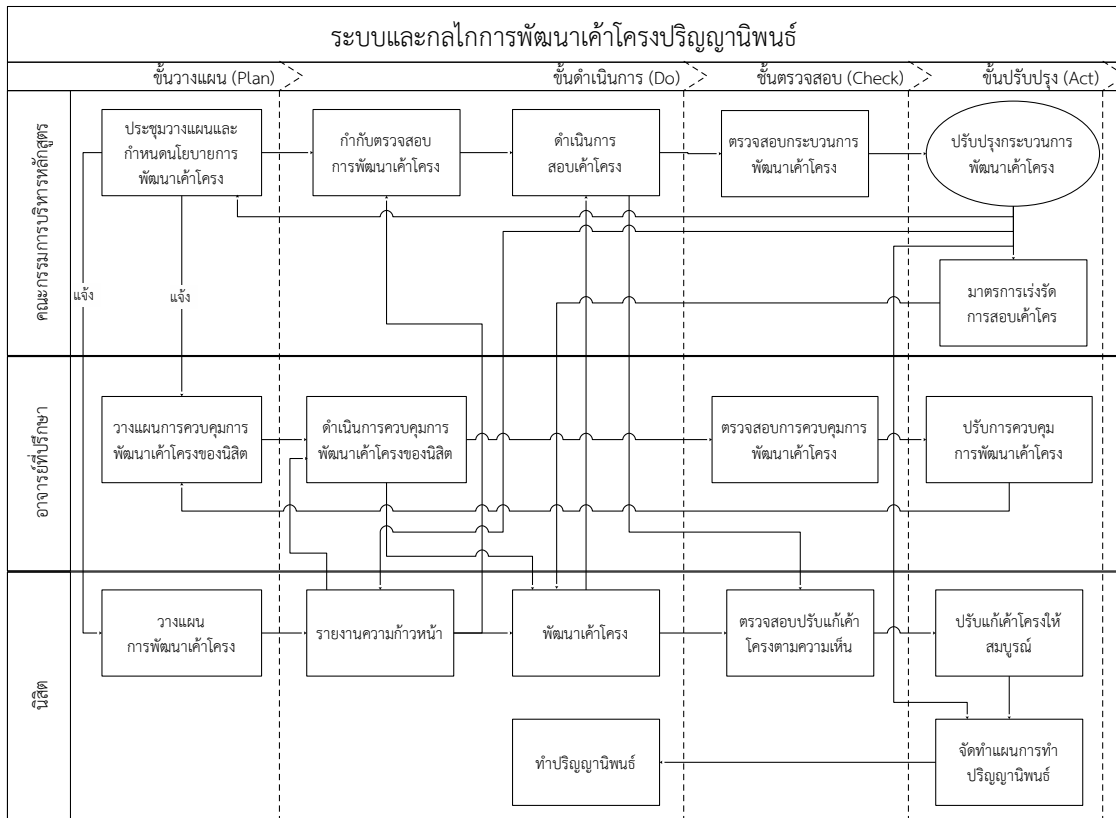 ระบบและกลไกการพัฒนาเค้าโครงปริญญานิพนธ์
ขั้นวางแผน (Plan)
ขั้นดำเนินการ (Do)
ขั้นตรวจสอบ (Check)
ขั้นปรับปรุง (Act)
คณะกรรมการบริหารหลักสูตร
ประชุมวางแผนและ
กำหนดนโยบายการ
พัฒนาเค้าโครง
กำกับตรวจสอบ
การพัฒนาเค้าโครง
ดำเนินการ
สอบเค้าโครง
ตรวจสอบกระบวนการ
พัฒนาเค้าโครง
ปรับปรุงกระบวนการ
พัฒนาเค้าโครง
แจ้ง
แจ้ง
มาตรการเร่งรัด
การสอบเค้าโคร
อาจารย์ที่ปรึกษา
วางแผนการควบคุมการ
พัฒนาเค้าโครงของนิสิต
ดำเนินการควบคุมการ
พัฒนาเค้าโครงของนิสิต
ตรวจสอบการควบคุมการ
พัฒนาเค้าโครง
ปรับการควบคุม
การพัฒนาเค้าโครง
นิสิต
วางแผน
การพัฒนาเค้าโครง
รายงานความก้าวหน้า
พัฒนาเค้าโครง
ตรวจสอบปรับแก้เค้า
โครงตามความเห็น
ปรับแก้เค้าโครงให้
สมบูรณ์
ทำปริญญานิพนธ์
จัดทำแผนการทำ
ปริญญานิพนธ์